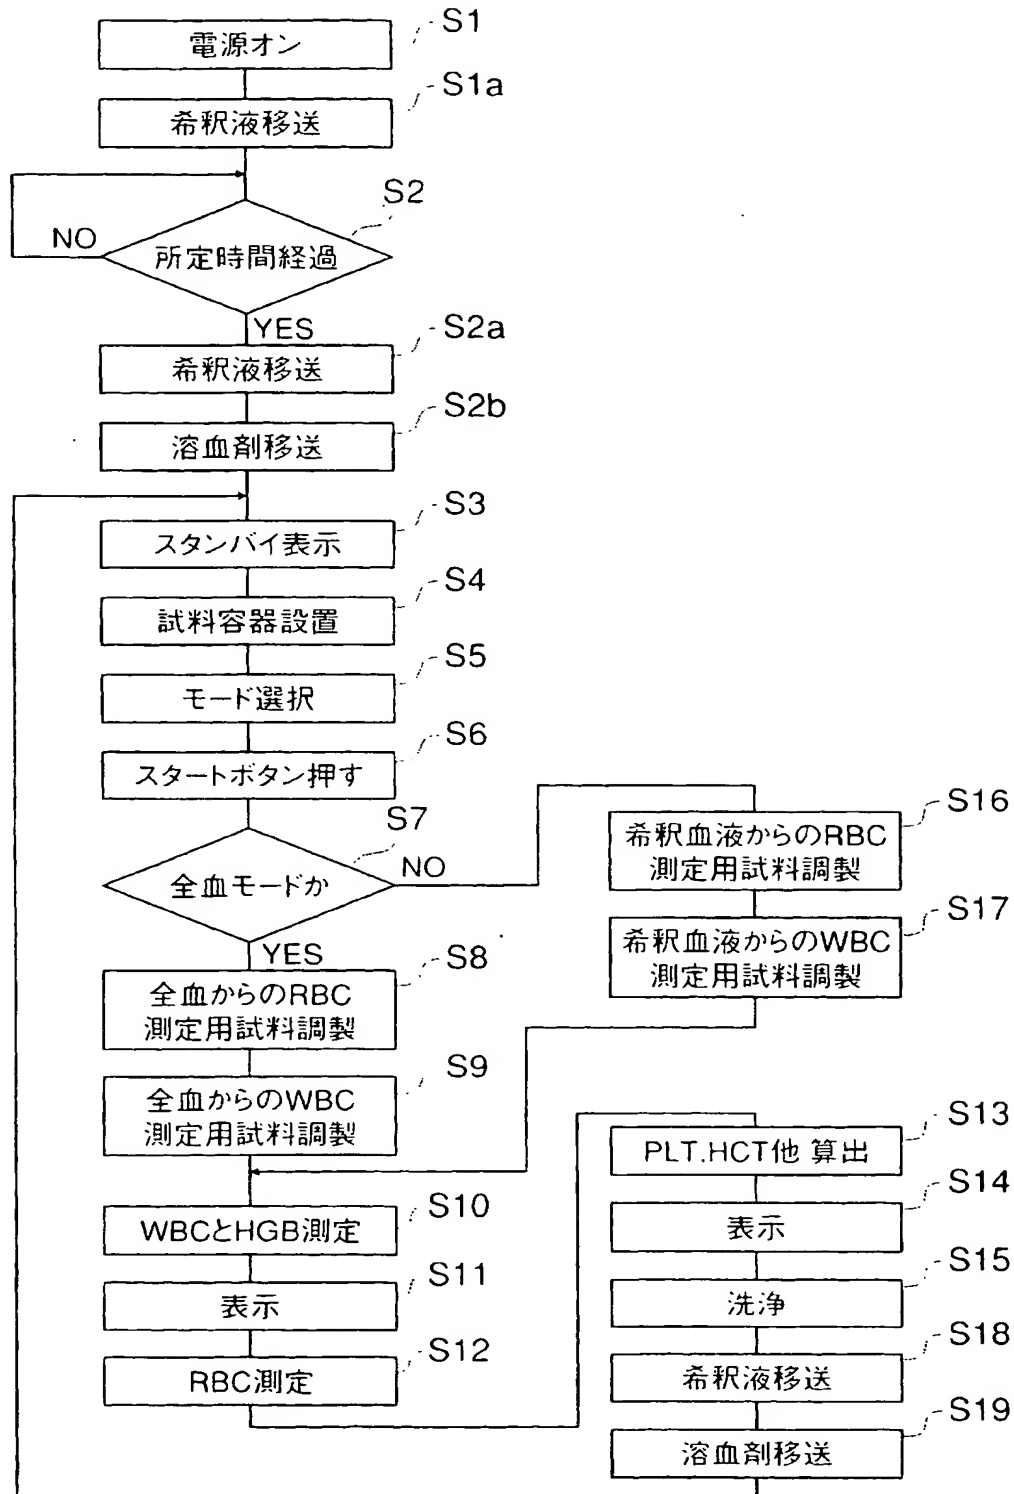 電源オン
S1
希釈液移送
S1a
所定時間経過
S2
NO
YES
希釈液移送
S2a
溶血剤移送
S2b
スタンバイ表示
S3
試料容器設置
S4
モード選択
S5
スタートボタン押す
S6
全血モードか
S7
NO
YES
全血からのRBC
測定用試料調製
S8
全血からのWBC
測定用試料調製
S9
希釈血液からのRBC
測定用試料調製
S16
希釈血液からのWBC
測定用試料調製
S17
WBCとHGB測定
S10
表示
S11
RBC測定
S12
PLT.HCT他 算出
S13
表示
S14
洗浄
S15
希釈液移送
S18
溶血剤移送
S19